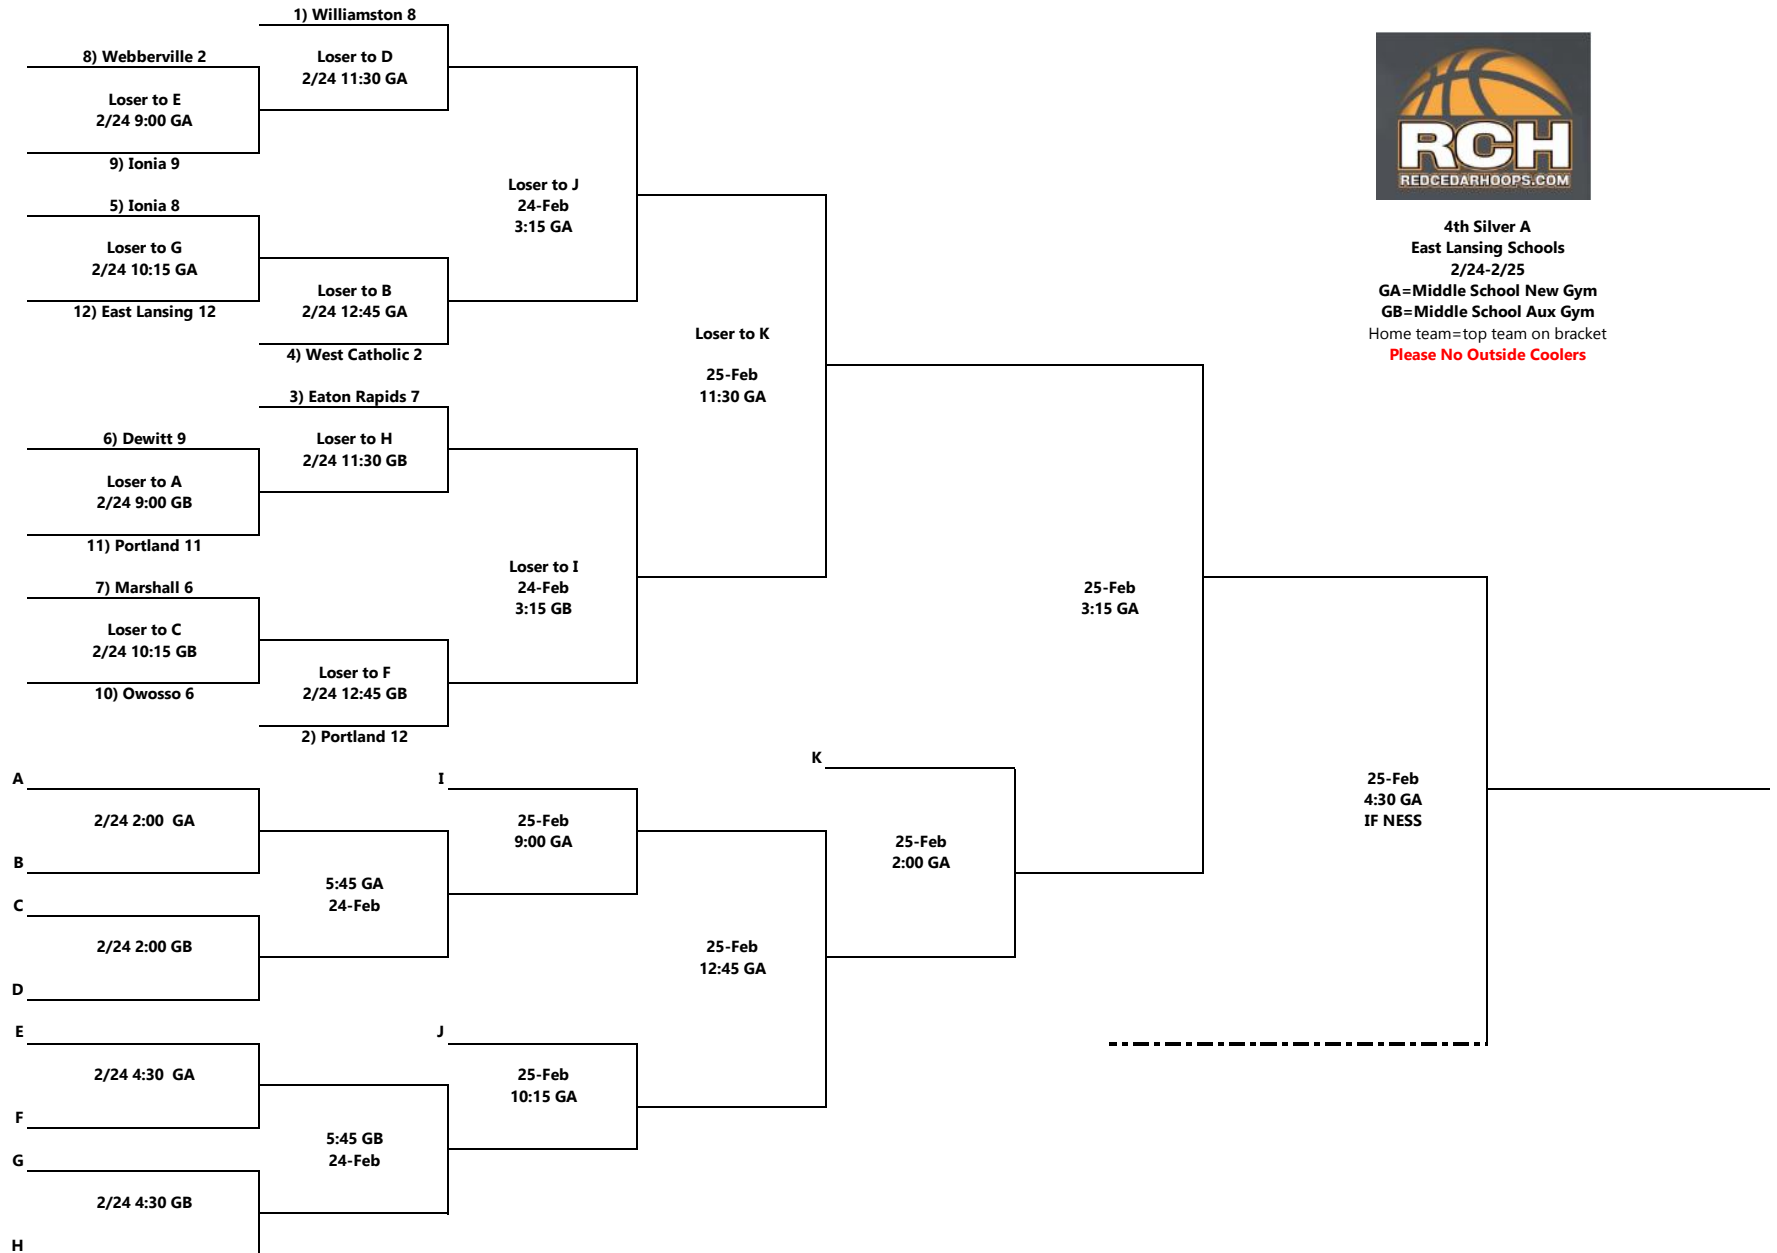 1) Williamston 8
8) Webberville 2
Loser to D
2/24 11:30 GA
Loser to E
2/24 9:00 GA
9) Ionia 9
5) Ionia 8
Loser to J
24-Feb
3:15 GA
Loser to G
2/24 10:15 GA
Loser to B
2/24 12:45 GA
12) East Lansing 12
4) West Catholic 2
Loser to K
25-Feb
11:30 GA
3) Eaton Rapids 7
6) Dewitt 9
Loser to H
2/24 11:30 GB
Loser to A
2/24 9:00 GB
11) Portland 11
7) Marshall 6
Loser to I
24-Feb
3:15 GB
Loser to C
2/24 10:15 GB
Loser to F
2/24 12:45 GB
10) Owosso 6
2) Portland 12
RCH
REDCEDARHOOPS.COM
4th Silver A
East Lansing Schools
2/24-2/25
GA=Middle School New Gym
GB=Middle School Aux Gym
Home team=top team on bracket
Please No Outside Coolers
25-Feb
3:15 GA
25-Feb
4:30 GA
IF NESS
A
2/24 2:00  GA
B
5:45 GA
24-Feb
C
2/24 2:00 GB
D
I
25-Feb
9:00 GA
K
25-Feb
2:00 GA
25-Feb
12:45 GA
E
2/24 4:30  GA
F
5:45 GB
24-Feb
G
2/24 4:30 GB
H
J
25-Feb
10:15 GA